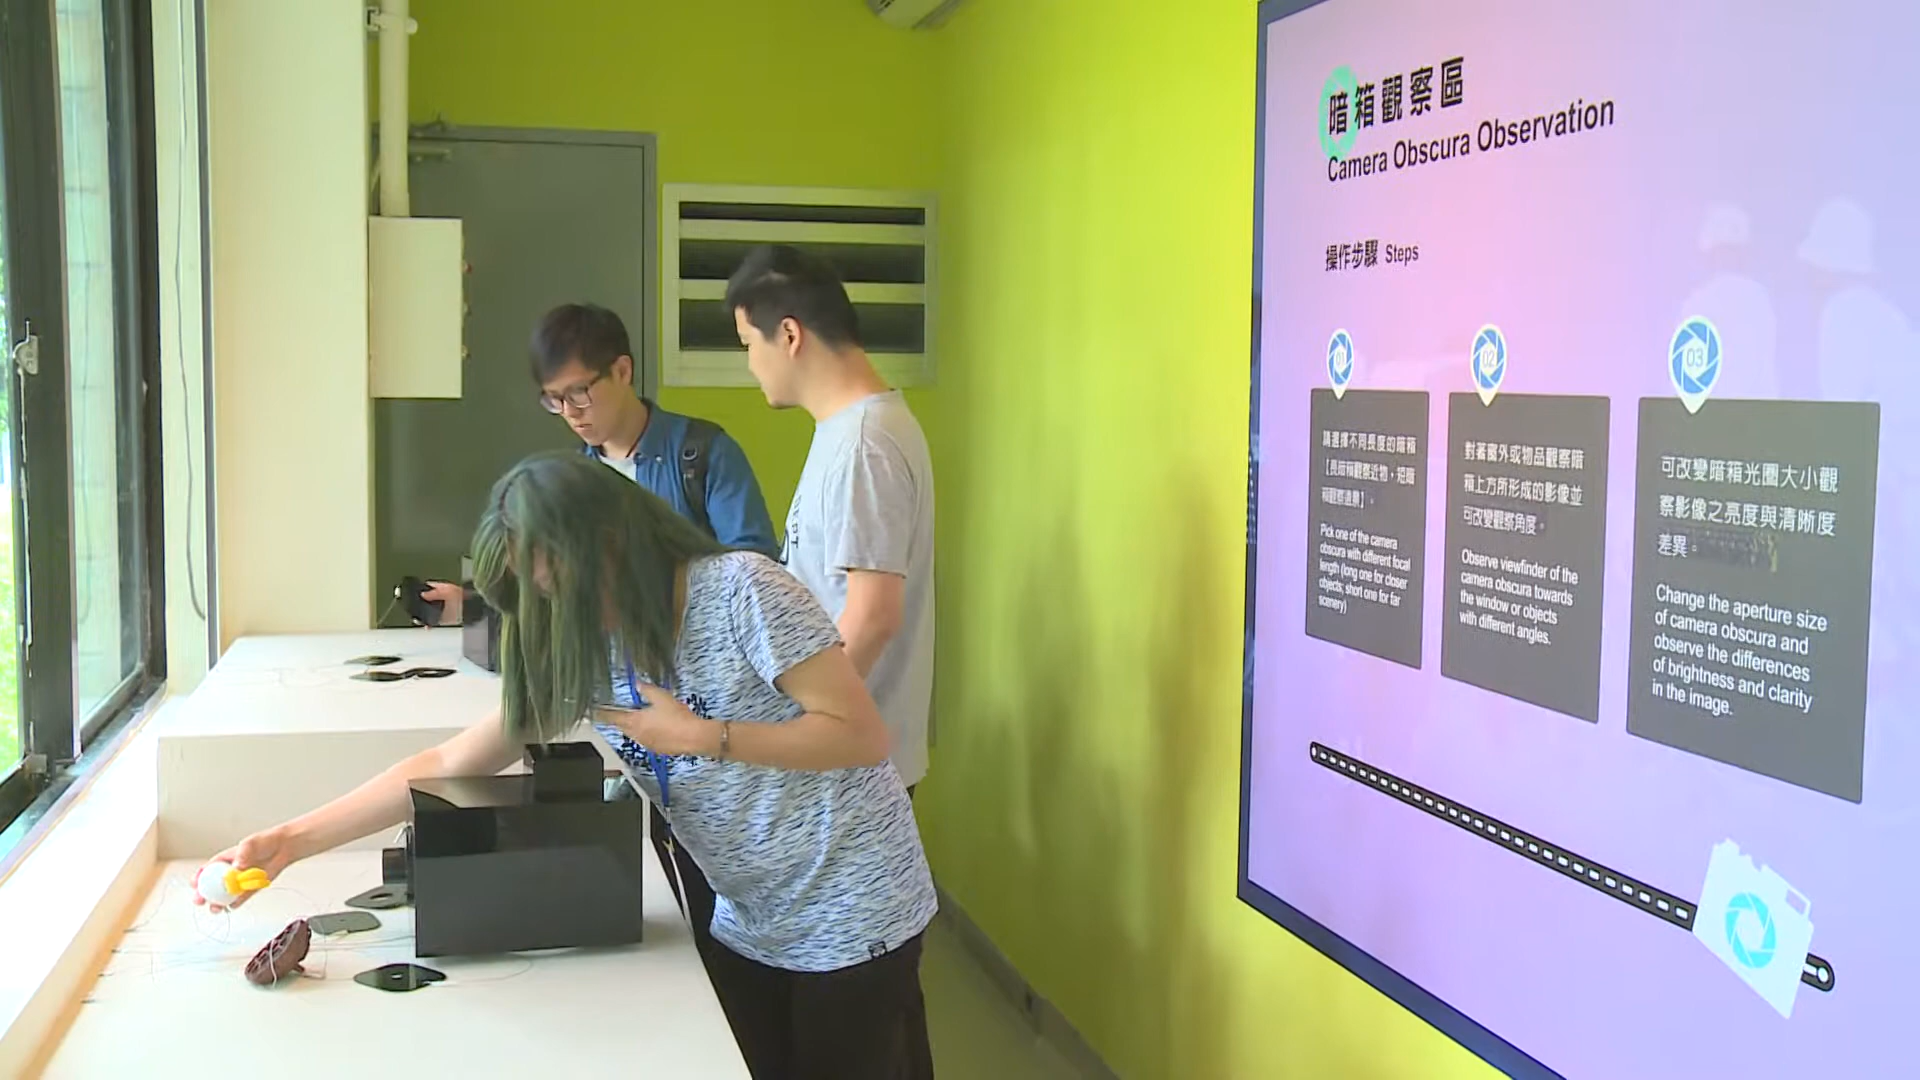 暗箱觀察區
Camera Obscura Observation
操作步驟 Steps
01
請選擇不同長度的暗箱
【長暗箱觀察近物，短暗
箱觀察遠景】。
Pick one of the camera
obscura with different focal
length (long one for closer
objects; short one for far
scenery)
02
對著窗外或物品觀察暗
箱上方所形成的影像並
可改變觀察角度。
Observe viewfinder of the
camera obscura towards
the window or objects
with different angles.
03
可改變暗箱光圈大小觀
察影像之亮度與清晰度
差異。
Change the aperture size
of camera obscura and
observe the differences
of brightness and clarity
in the image.